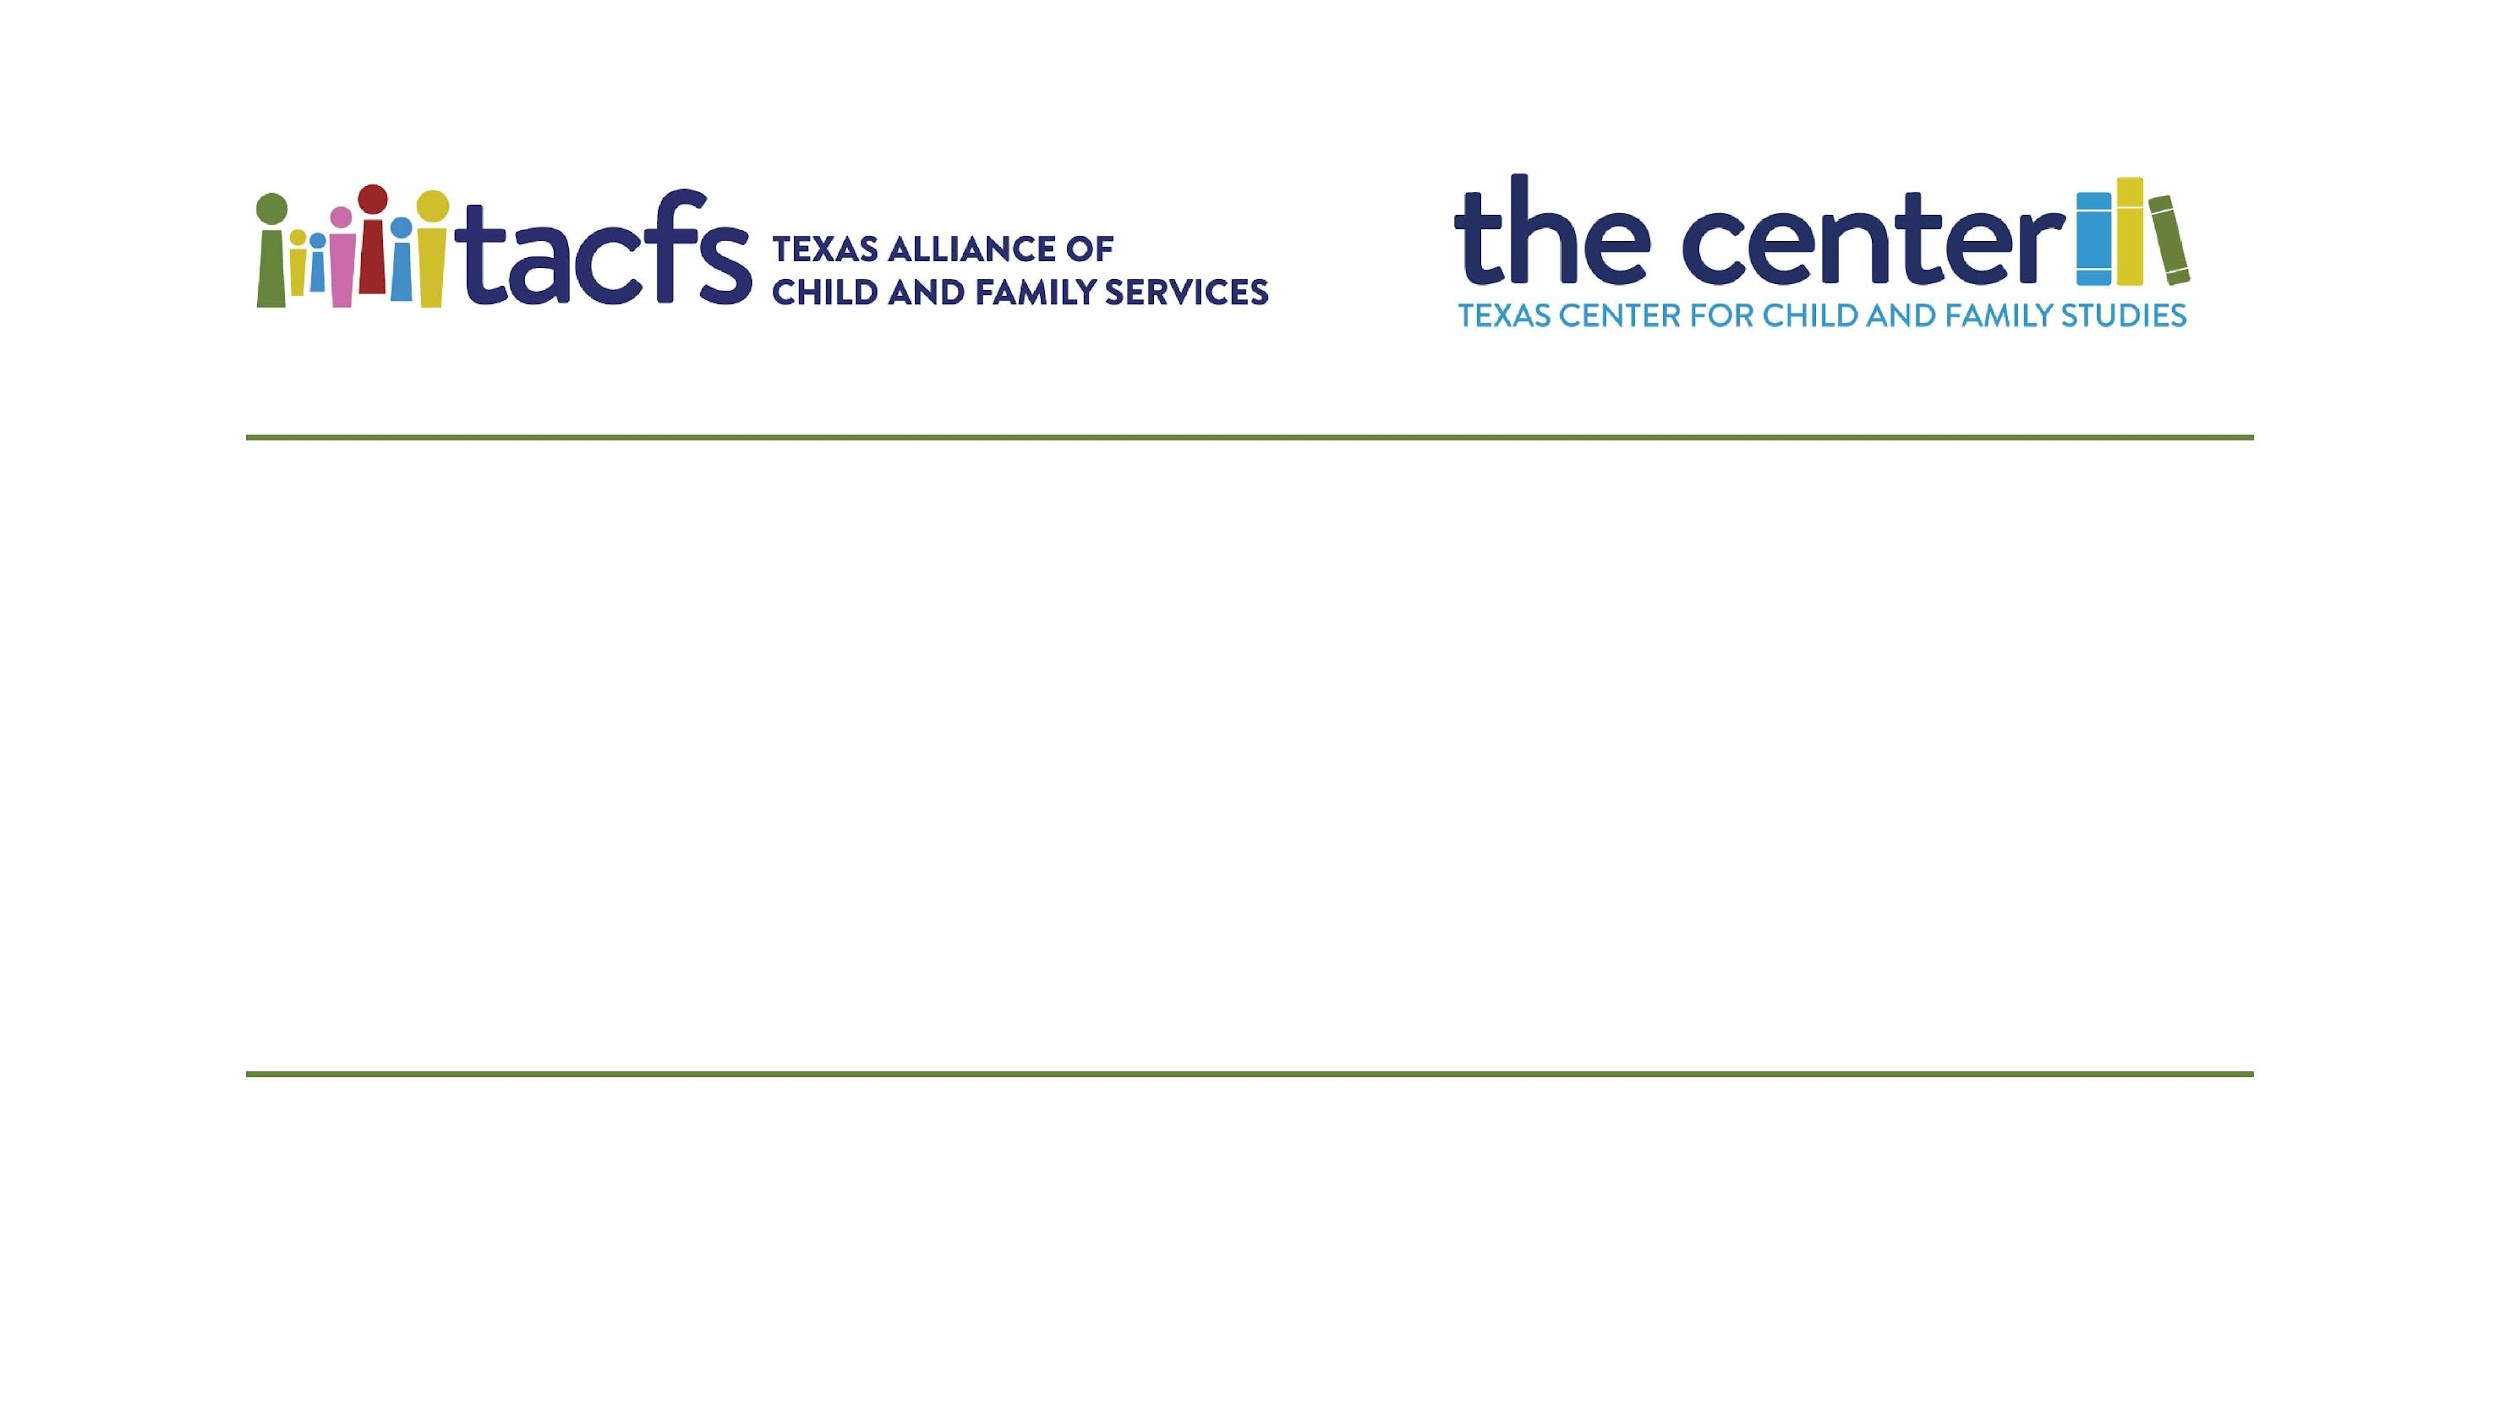 tacfs
TEXAS ALLIANCE OF
CHILD AND FAMILY SERVICES
the center
TEXAS CENTER FOR CHILD AND FAMILY STUDIES